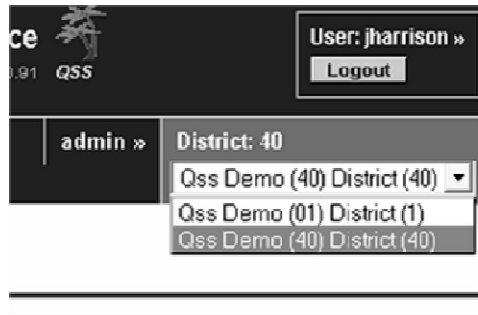 ce
User: jharrison »
.91 QSS
Logout
admin »
District: 40
Qss Demo (40) District (40)
Qss Demo (01) District (1)
Qss Demo (40) District (40)